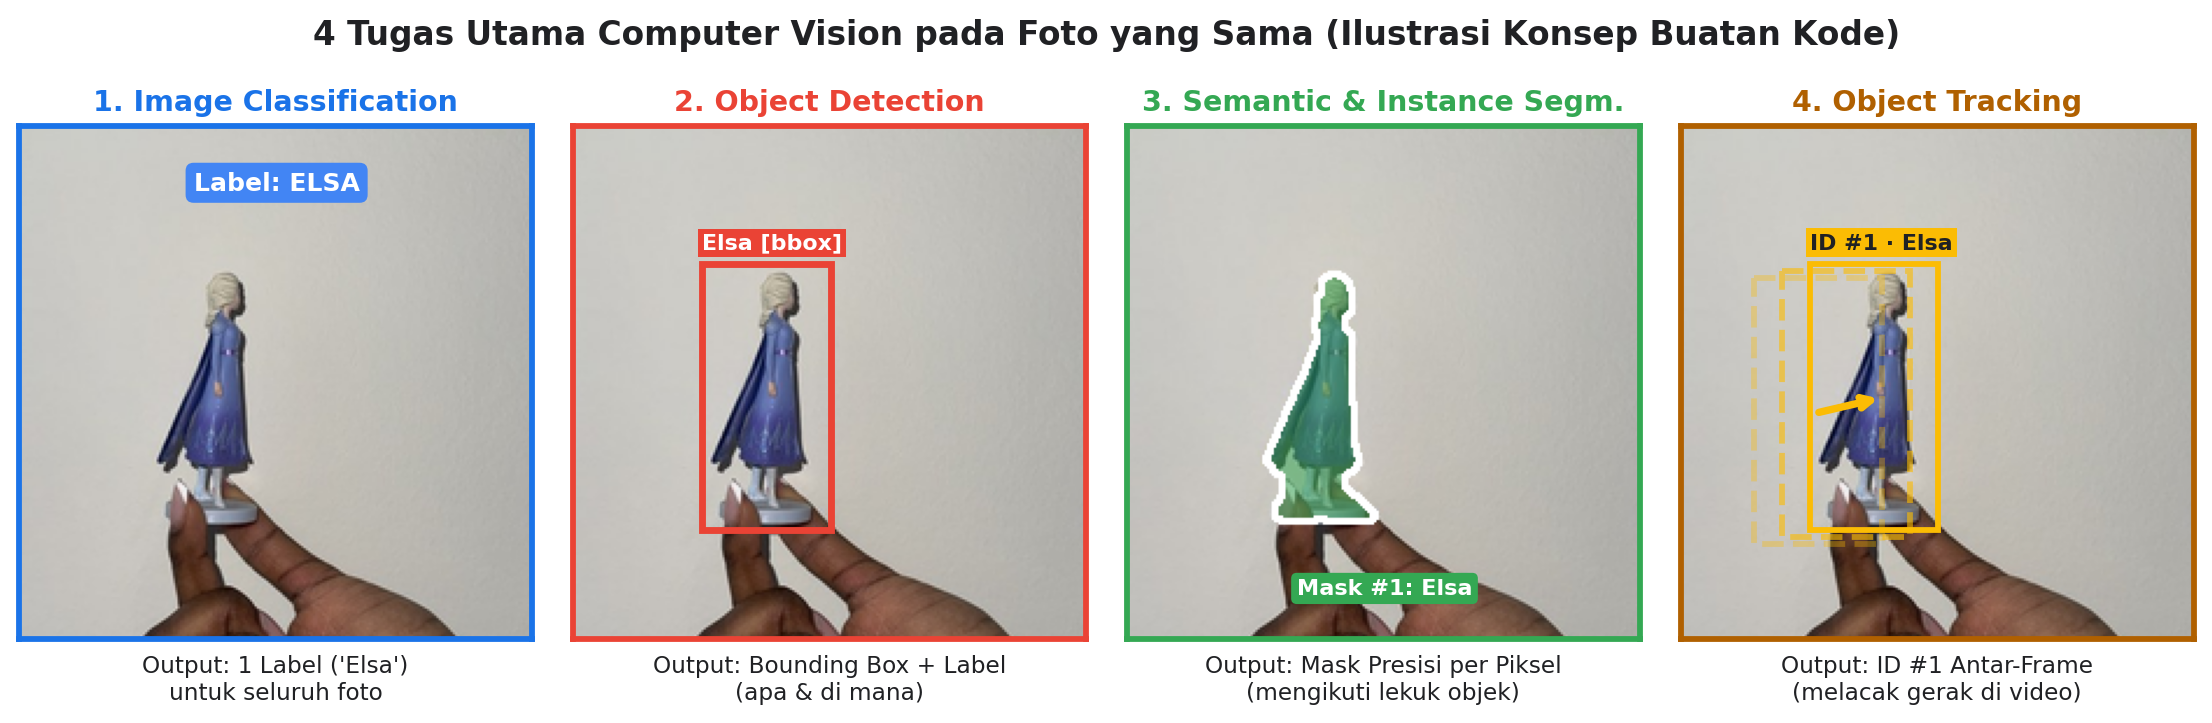 4 Tugas Utama Computer Vision pada Foto yang Sama (Ilustrasi Konsep Buatan Kode)
1. Image Classification
Label: ELSA
Output: 1 Label ('Elsa')
untuk seluruh foto
2. Object Detection
Elsa [bbox]
Output: Bounding Box + Label
(apa & di mana)
3. Semantic & Instance Segm.
Mask #1: Elsa
Output: Mask Presisi per Piksel
(mengikuti lekuk objek)
4. Object Tracking
ID #1 · Elsa
Output: ID #1 Antar-Frame
(melacak gerak di video)